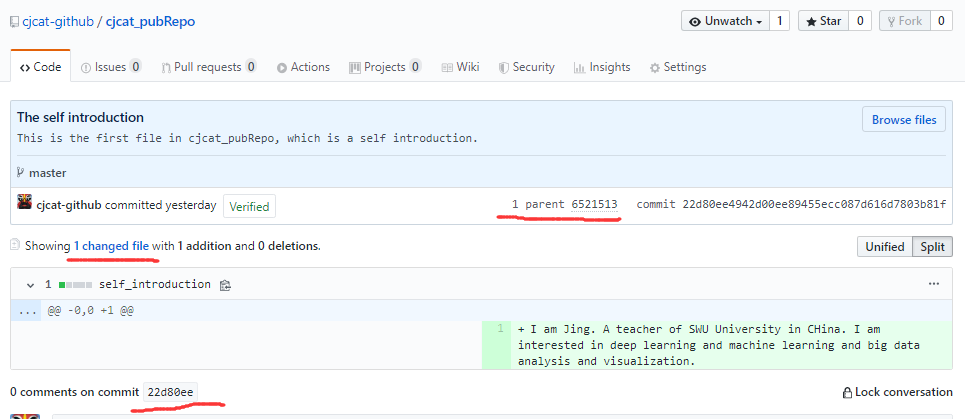 cjcat-github / cjcat_pubRepo
Unwatch 1 Star 0 Fork 0
Code Issues 0 Pull requests 0 Actions Projects 0 Wiki Security Insights Settings
The self introduction
Browse files
This is the first file in cjcat_pubRepo, which is a self introduction.
master
cjcat-github committed yesterday Verified 1 parent 6521513 commit 22d80ee4942d00ee89455ecc087d616d7803b81f
Showing 1 changed file with 1 addition and 0 deletions. Unified Split
1 self_introduction ...
... @@ -0,0 +1 @@
1 + I am Jing. A teacher of SWU University in CHina. I am
interested in deep learning and machine learning and big data
analysis and visualization.
0 comments on commit 22d80ee Lock conversation